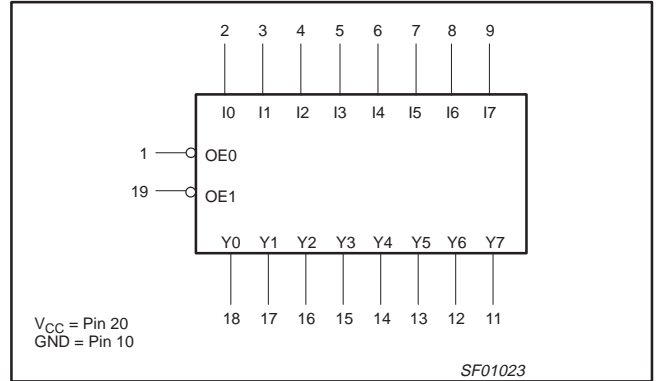 2 3 4 5 6 7 8 9
I0 I1 I2 I3 I4 I5 I6 I7
1 OE0
19 OE1
Y0 Y1 Y2 Y3 Y4 Y5 Y6 Y7
18 17 16 15 14 13 12 11
VCC = Pin 20
GND = Pin 10
SF01023